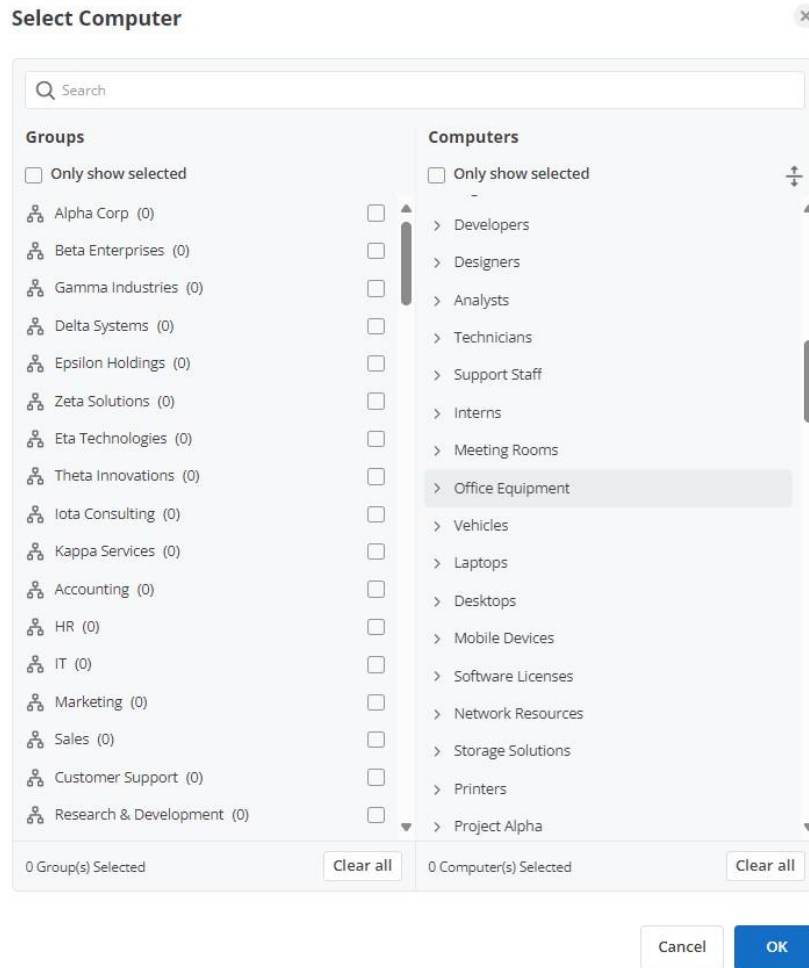 Select Computer
Search
Groups
Only show selected
Alpha Corp (0)
Beta Enterprises (0)
Gamma Industries (0)
Delta Systems (0)
Epsilon Holdings (0)
Zeta Solutions (0)
Eta Technologies (0)
Theta Innovations (0)
Iota Consulting (0)
Kappa Services (0)
Accounting (0)
HR (0)
IT (0)
Marketing (0)
Sales (0)
Customer Support (0)
Research & Development (0)
0 Group(s) Selected
Clear all
Computers
Only show selected
Developers
Designers
Analysts
Technicians
Support Staff
Interns
Meeting Rooms
Office Equipment
Vehicles
Laptops
Desktops
Mobile Devices
Software Licenses
Network Resources
Storage Solutions
Printers
Project Alpha
0 Computer(s) Selected
Clear all
Cancel
OK